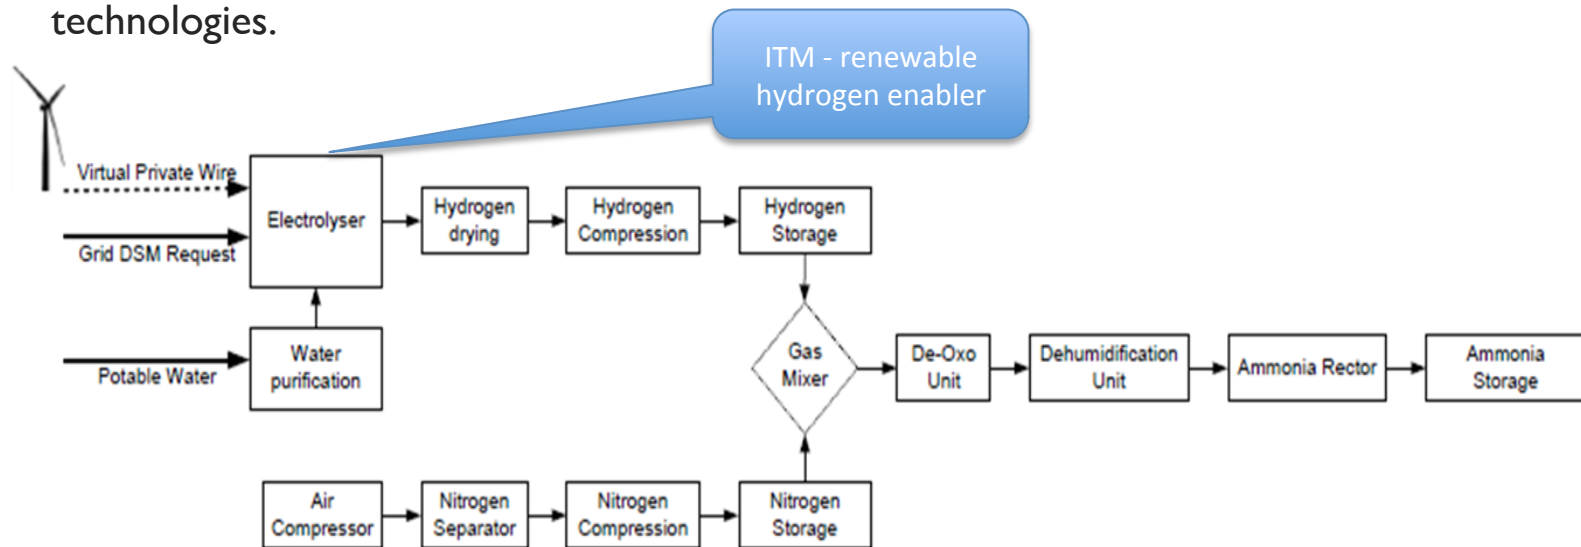 technologies.
ITM - renewable
hydrogen enabler
Virtual Private Wire
Grid DSM Request
Potable Water
Electrolyser
Water
purification
Hydrogen
drying
Hydrogen
Compression
Hydrogen
Storage
Gas
Mixer
De-Oxo
Unit
Dehumidification
Unit
Ammonia Rector
Ammonia
Storage
Air
Compressor
Nitrogen
Separator
Nitrogen
Compression
Nitrogen
Storage